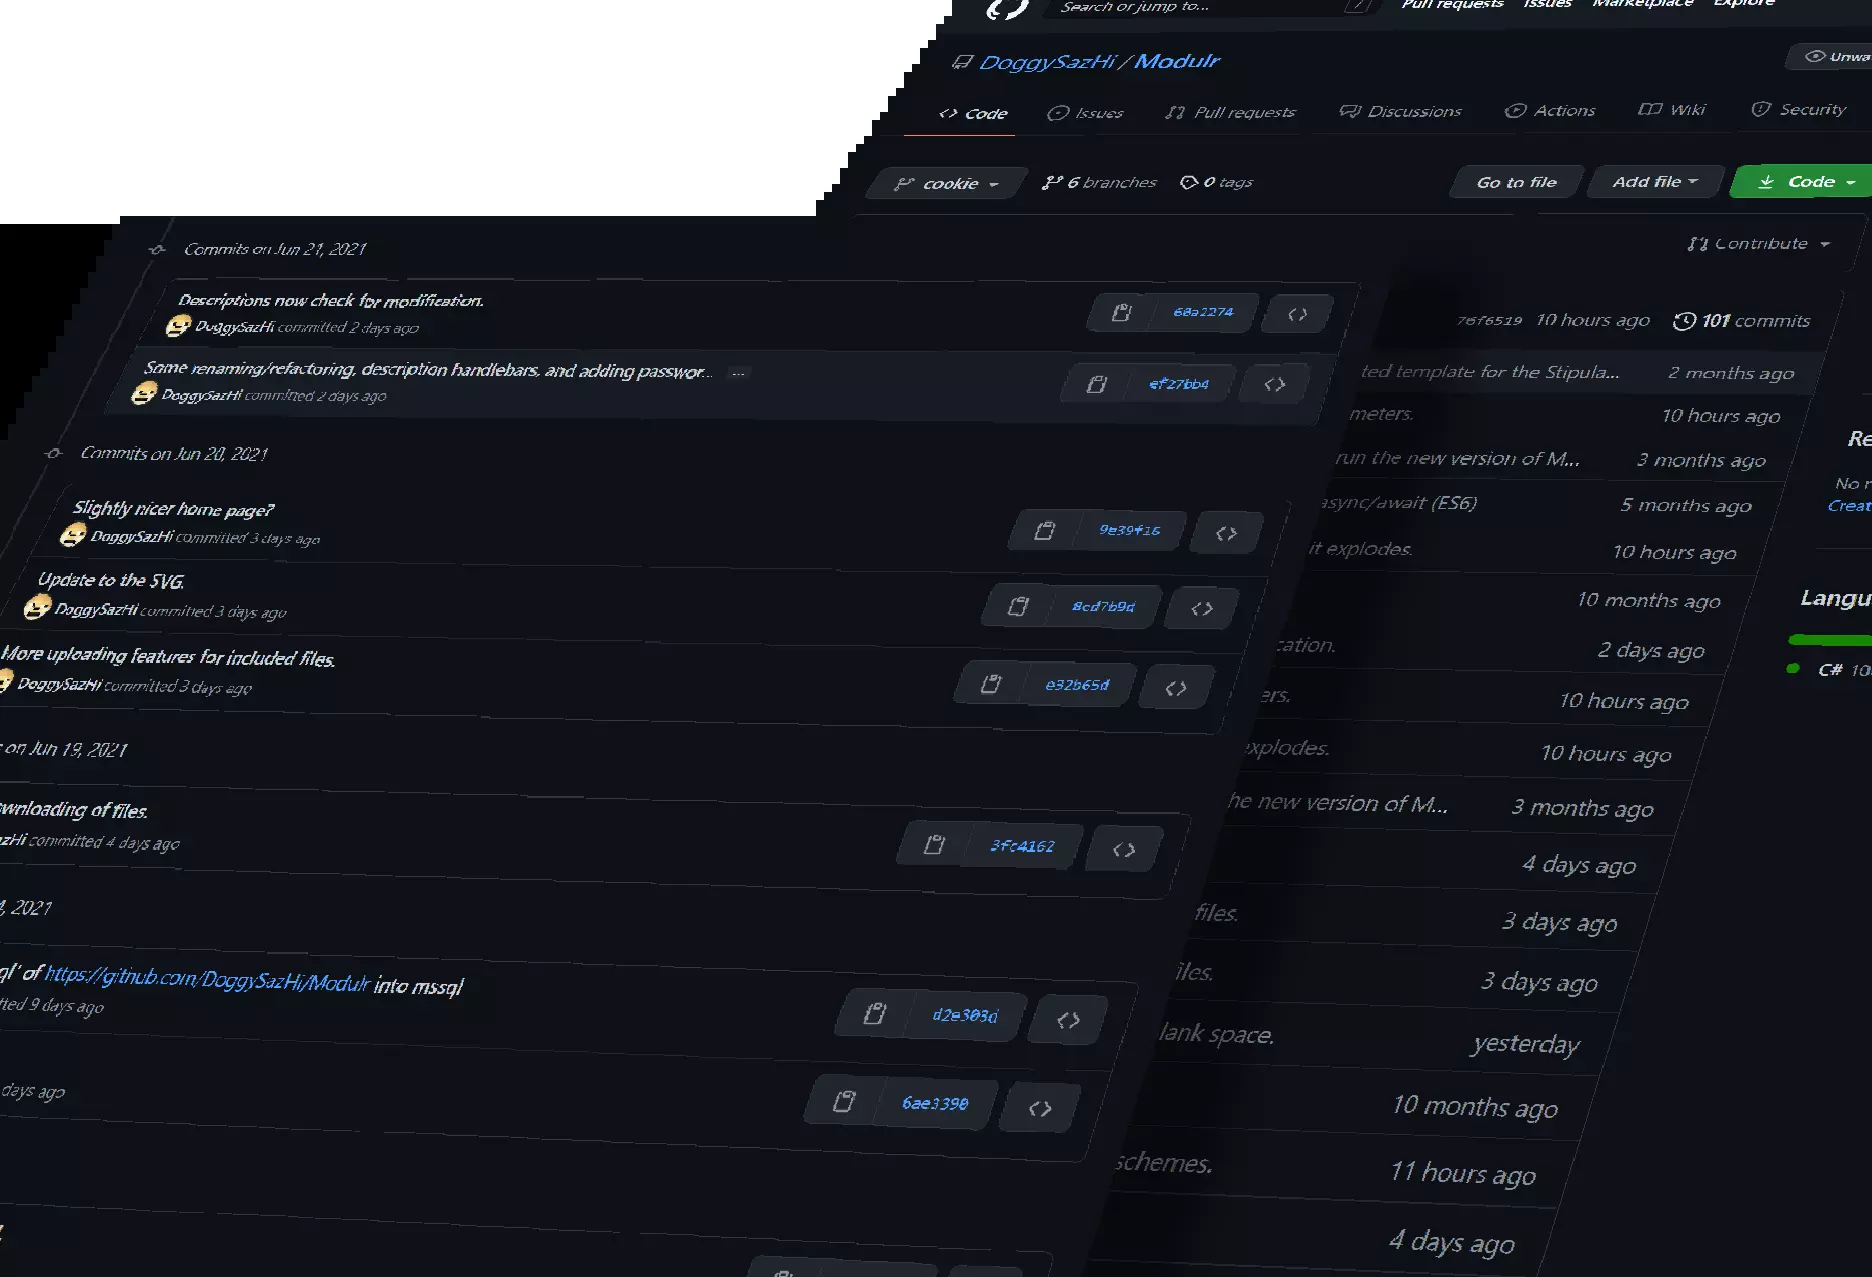 Search or jump to...
/
Pull requests Issues Marketplace Explore
DoggySazHi / Modulr
Code Issues Pull requests Discussions Actions Wiki Security
cookie 6 branches 0 tags
Go to file Add file Code
Contribute
76f6519 10 hours ago 101 commits
ted template for the Stipula... 2 months ago
meters. 10 hours ago
run the new version of M... 3 months ago
async/await (ES6) 5 months ago
it explodes. 10 hours ago
10 months ago
cation. 2 days ago
ers. 10 hours ago
explodes. 10 hours ago
he new version of M... 3 months ago
4 days ago
files. 3 days ago
iles. 3 days ago
lank space. yesterday
10 months ago
schemes. 11 hours ago
4 days ago
Re
No r
Creat
Langu
C# 10
Commits on Jun 21, 2021
Descriptions now check for modification.
DoggySazHi committed 2 days ago
60a2274
Some renaming/refactoring, description handlebars, and adding passwor... ...
DoggySazHi committed 2 days ago
ef27bb4
Commits on Jun 20, 2021
Slightly nicer home page?
DoggySazHi committed 3 days ago
9e39f16
Update to the SVG.
DoggySazHi committed 3 days ago
8cd7b9d
More uploading features for included files.
DoggySazHi committed 3 days ago
e32b65d
s on Jun 19, 2021
wnloading of files.
azHi committed 4 days ago
3fc4162
4, 2021
ql' of https://github.com/DoggySazHi/Modulr into mssql
tted 9 days ago
d2e303d
days ago
6ae3390